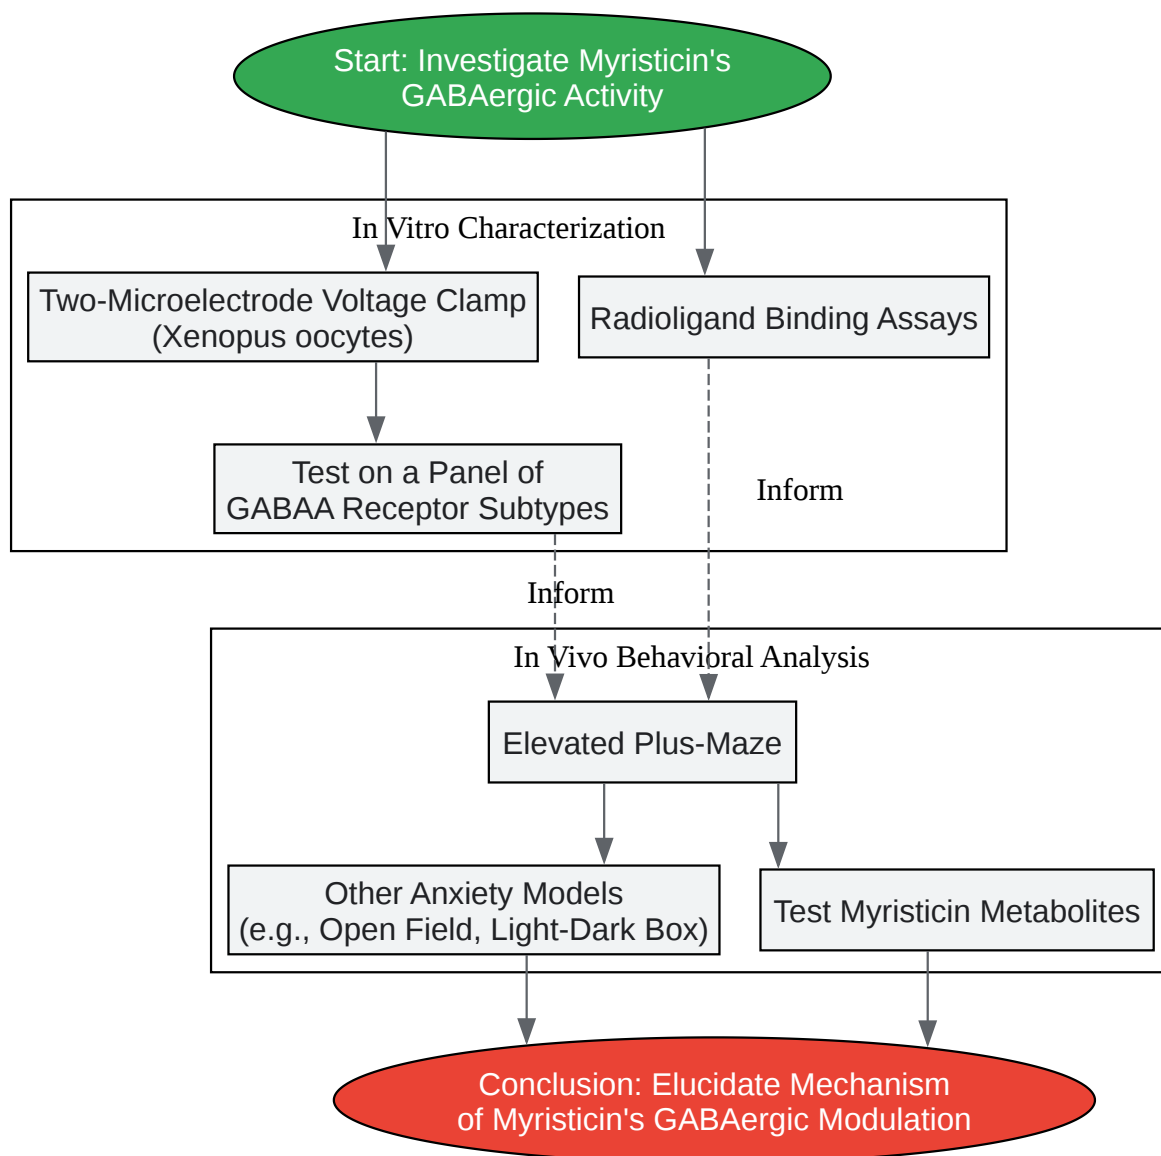 Start: Investigate Myristicin's
GABAergic Activity
In Vitro Characterization
Two-Microelectrode Voltage Clamp
(Xenopus oocytes)
Radioligand Binding Assays
Test on a Panel of
GABAA Receptor Subtypes
Inform
Inform
In Vivo Behavioral Analysis
Elevated Plus-Maze
Other Anxiety Models
(e.g., Open Field, Light-Dark Box)
Test Myristicin Metabolites
Conclusion: Elucidate Mechanism
of Myristicin's GABAergic Modulation